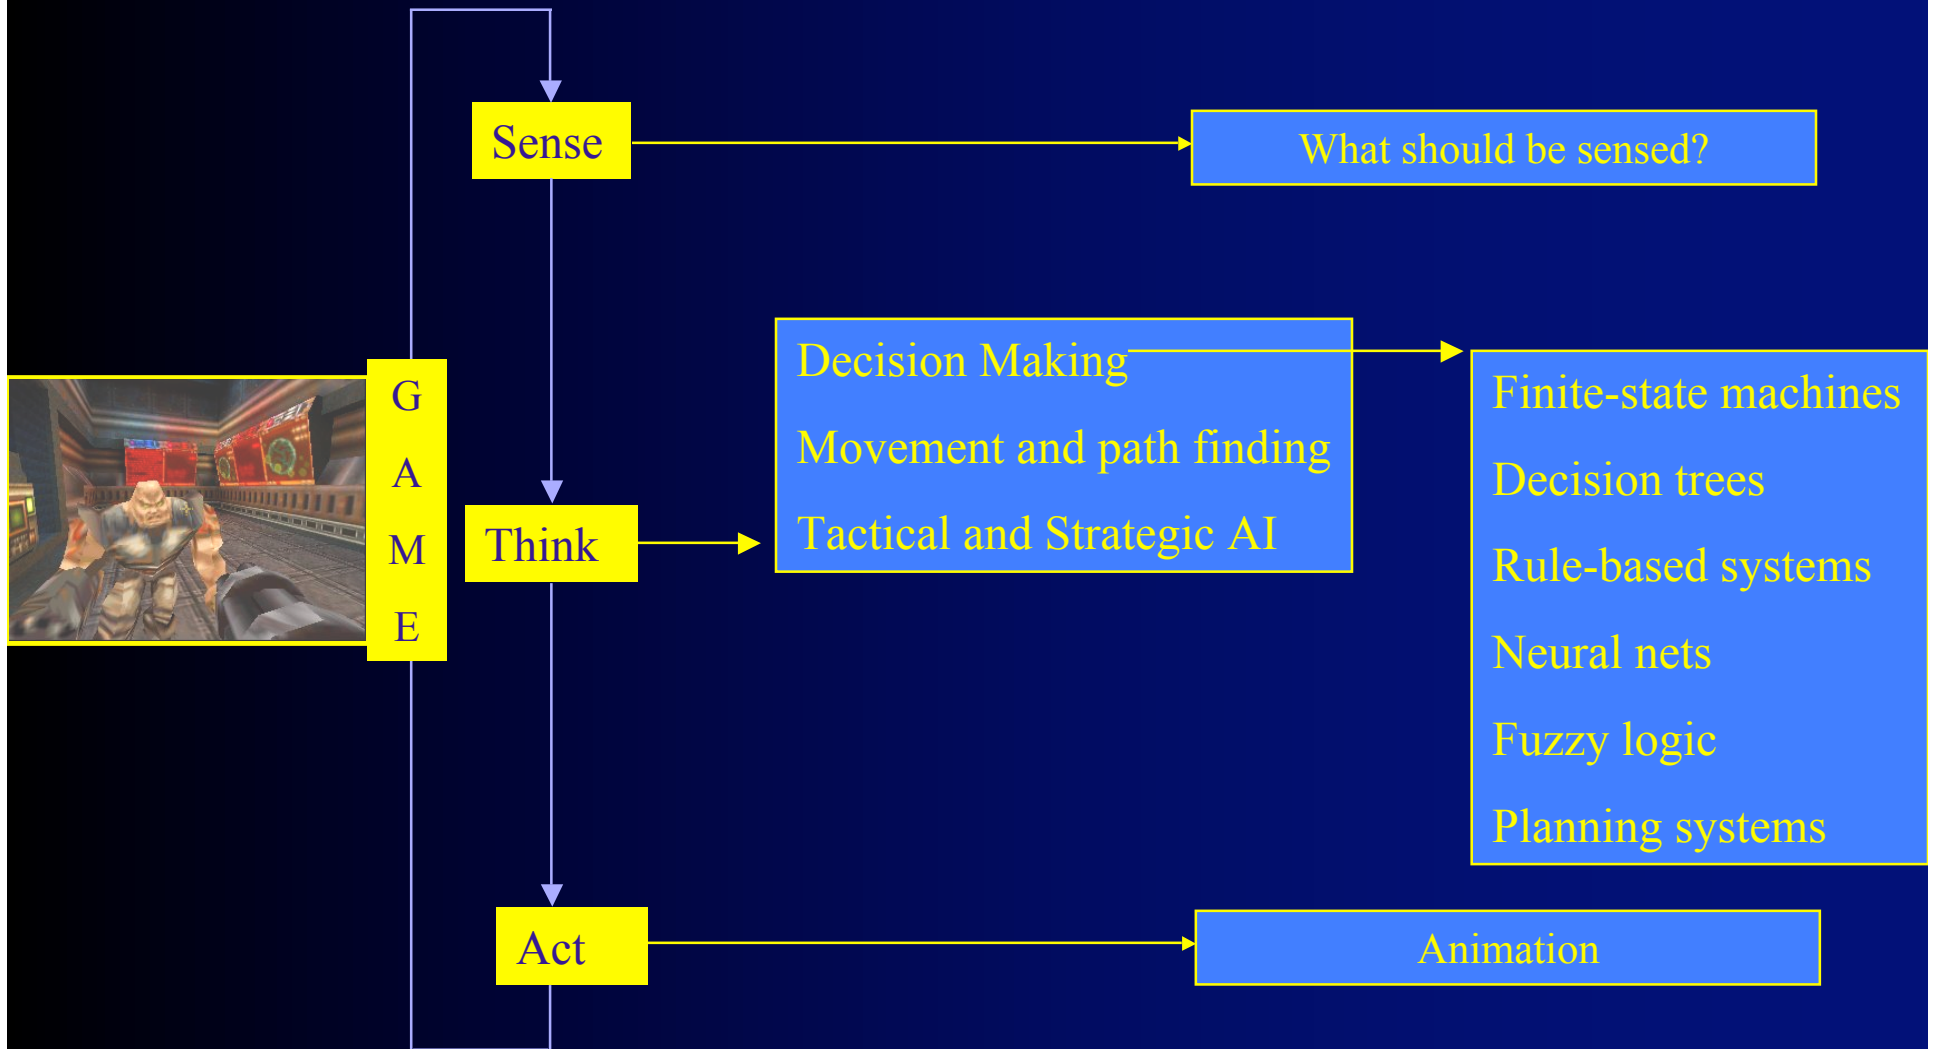 Sense
What should be sensed?
G
A
M
E
Think
Decision Making
Movement and path finding
Tactical and Strategic AI
Finite-state machines
Decision trees
Rule-based systems
Neural nets
Fuzzy logic
Planning systems
Act
Animation